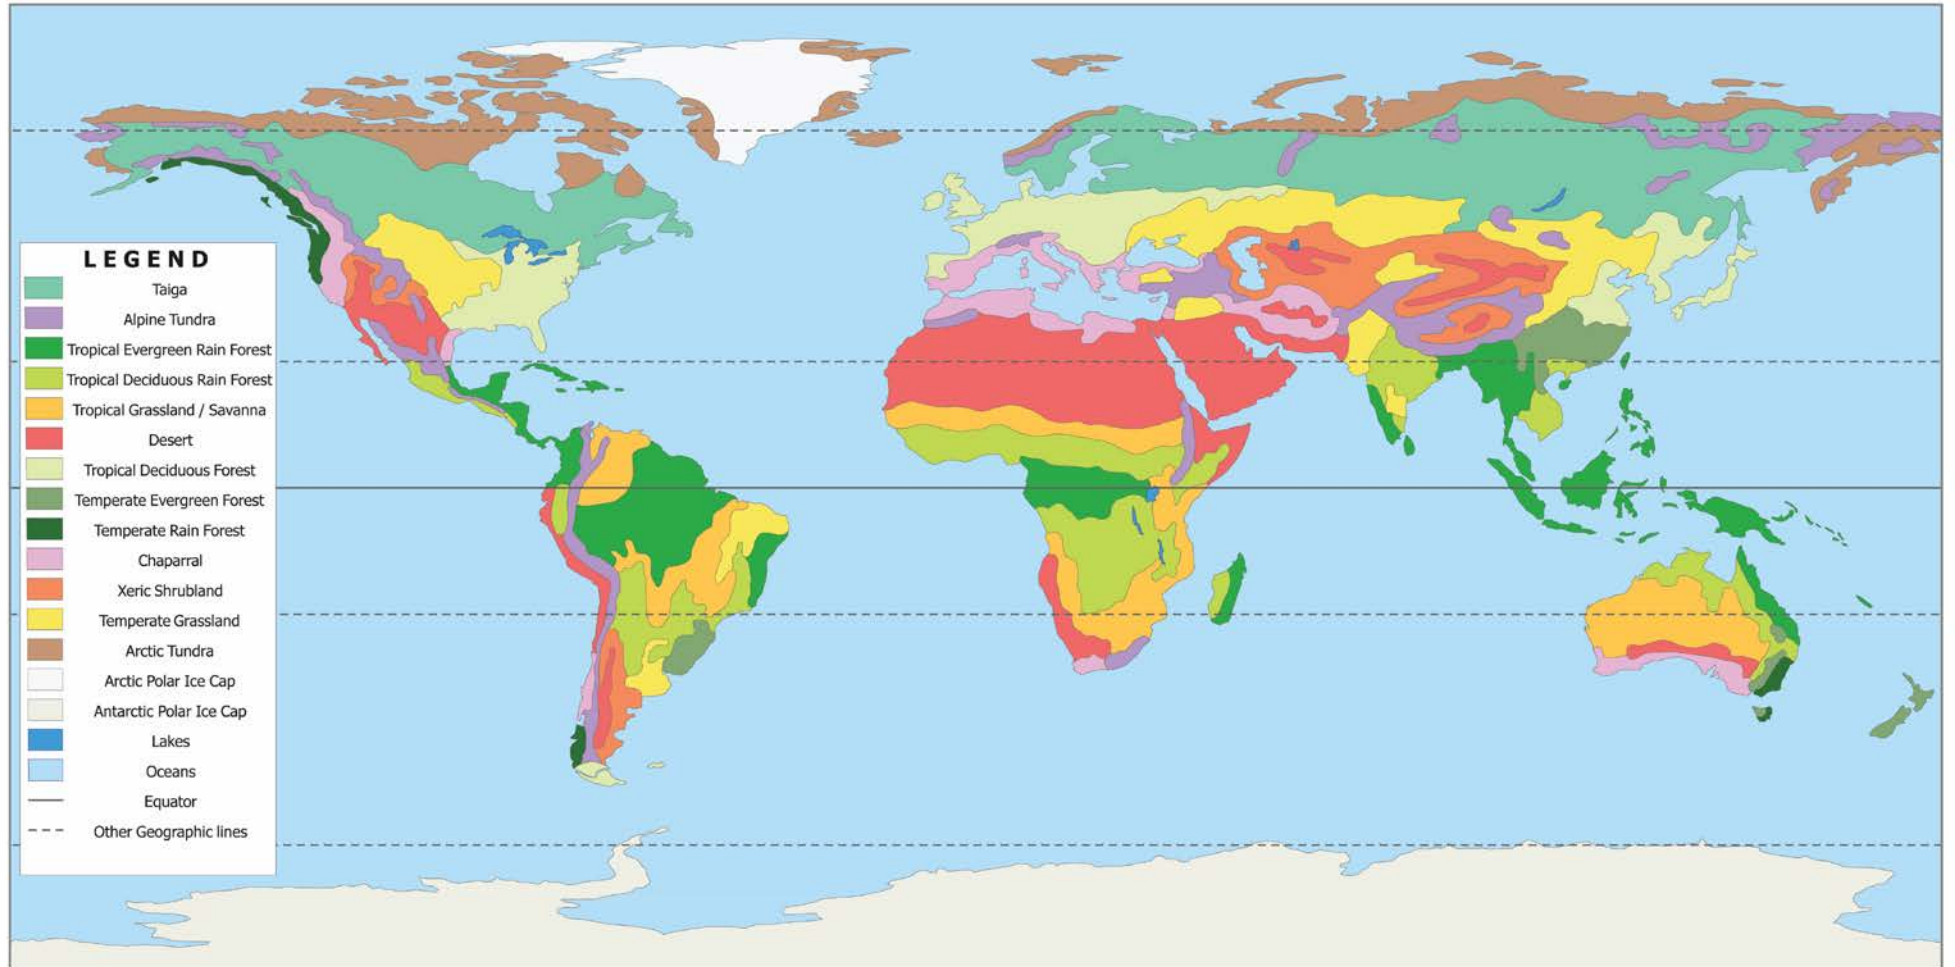 LEGEND
Taiga
Alpine Tundra
Tropical Evergreen Rain Forest
Tropical Deciduous Rain Forest
Tropical Grassland / Savanna
Desert
Tropical Deciduous Forest
Temperate Evergreen Forest
Temperate Rain Forest
Chaparral
Xeric Shrubland
Temperate Grassland
Arctic Tundra
Arctic Polar Ice Cap
Antarctic Polar Ice Cap
Lakes
Oceans
Equator
Other Geographic lines